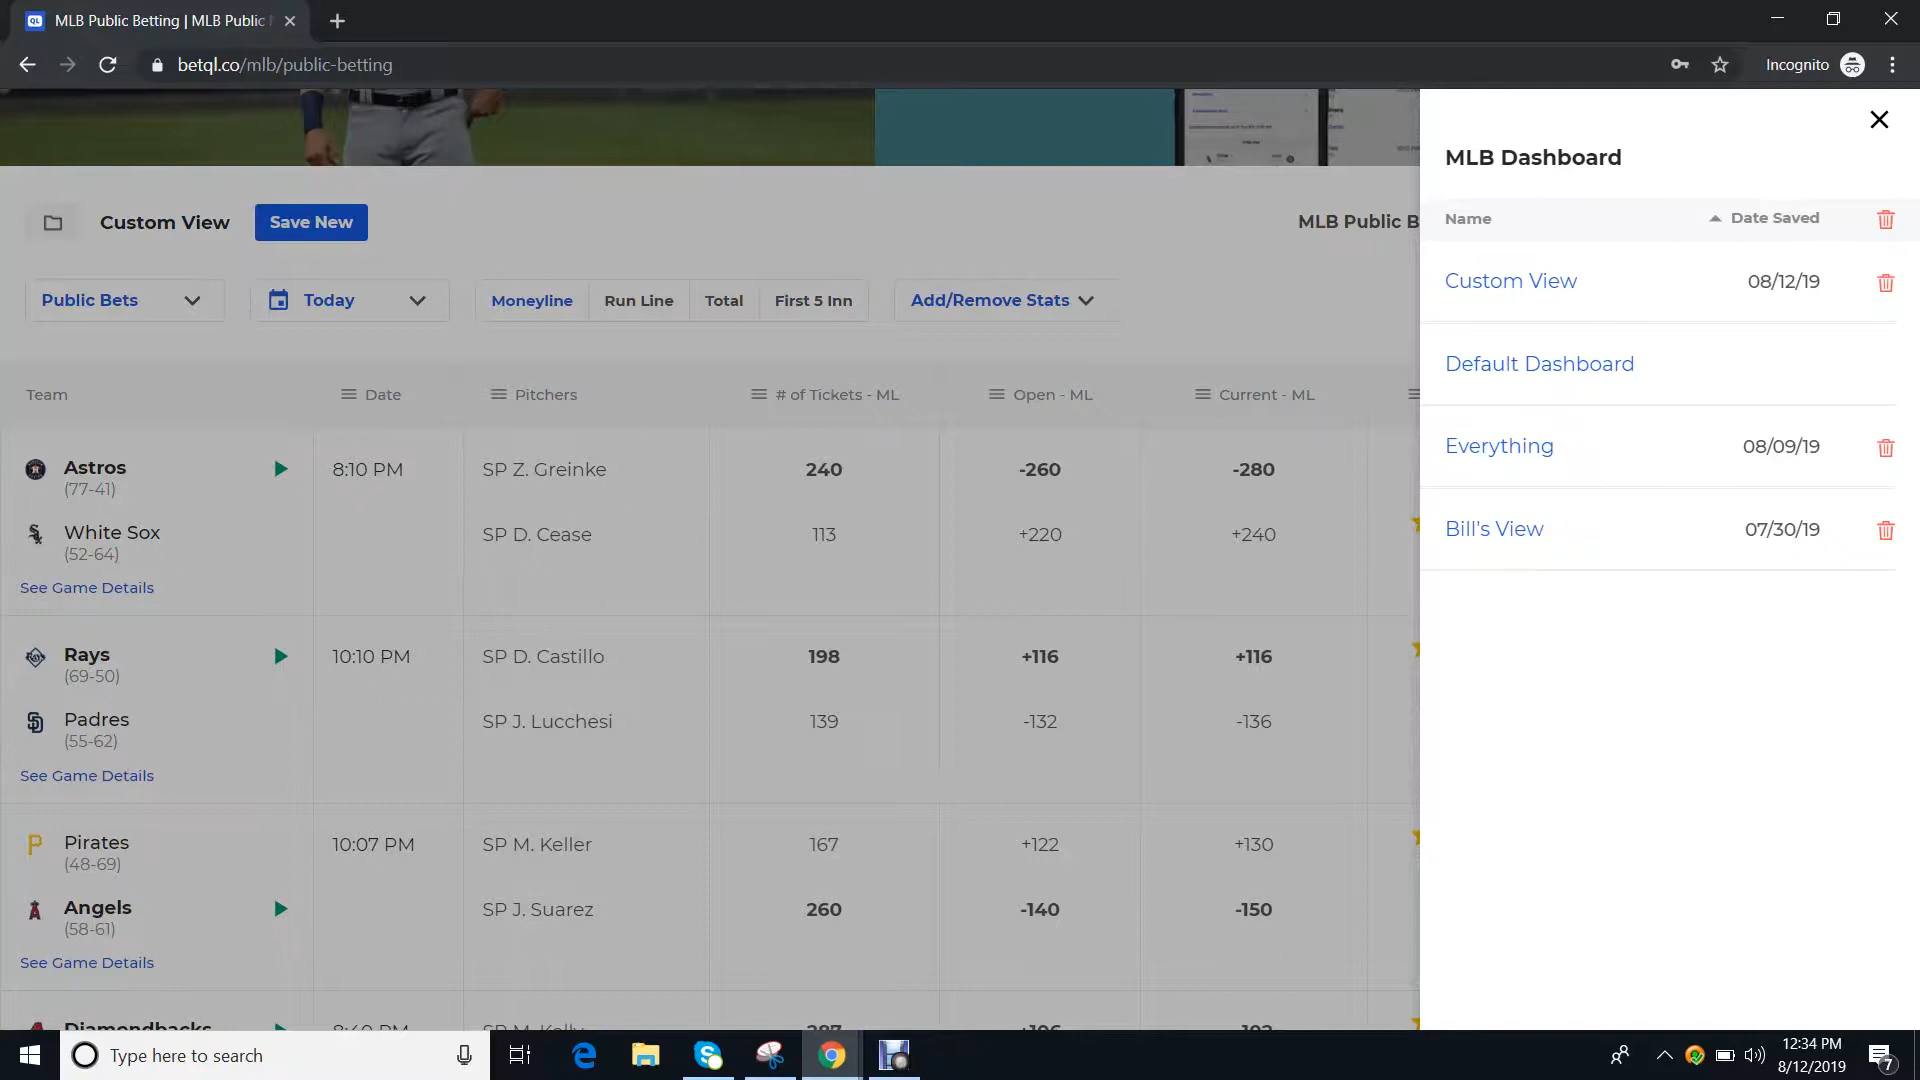 MLB Public Betting | MLB Public
betql.co/mlb/public-betting
Incognito
MLB Dashboard
Name Date Saved
Custom View 08/12/19
Default Dashboard
Everything 08/09/19
Bill's View 07/30/19
Custom View Save New MLB Public B
Public Bets Today Moneyline Run Line Total First 5 Inn Add/Remove Stats
Team Date Pitchers # of Tickets - ML Open - ML Current - ML
Astros 8:10 PM SP Z. Greinke 240 -260 -280
(77-41)
White Sox SP D. Cease 113 +220 +240
(52-64)
See Game Details
Rays 10:10 PM SP D. Castillo 198 +116 +116
(69-50)
Padres SP J. Lucchesi 139 -132 -136
(55-62)
See Game Details
Pirates 10:07 PM SP M. Keller 167 +122 +130
(48-69)
Angels SP J. Suarez 260 -140 -150
(58-61)
See Game Details
Diamondbacks 8:40 PM SP M. Kelly
Type here to search
12:34 PM
8/12/2019
7